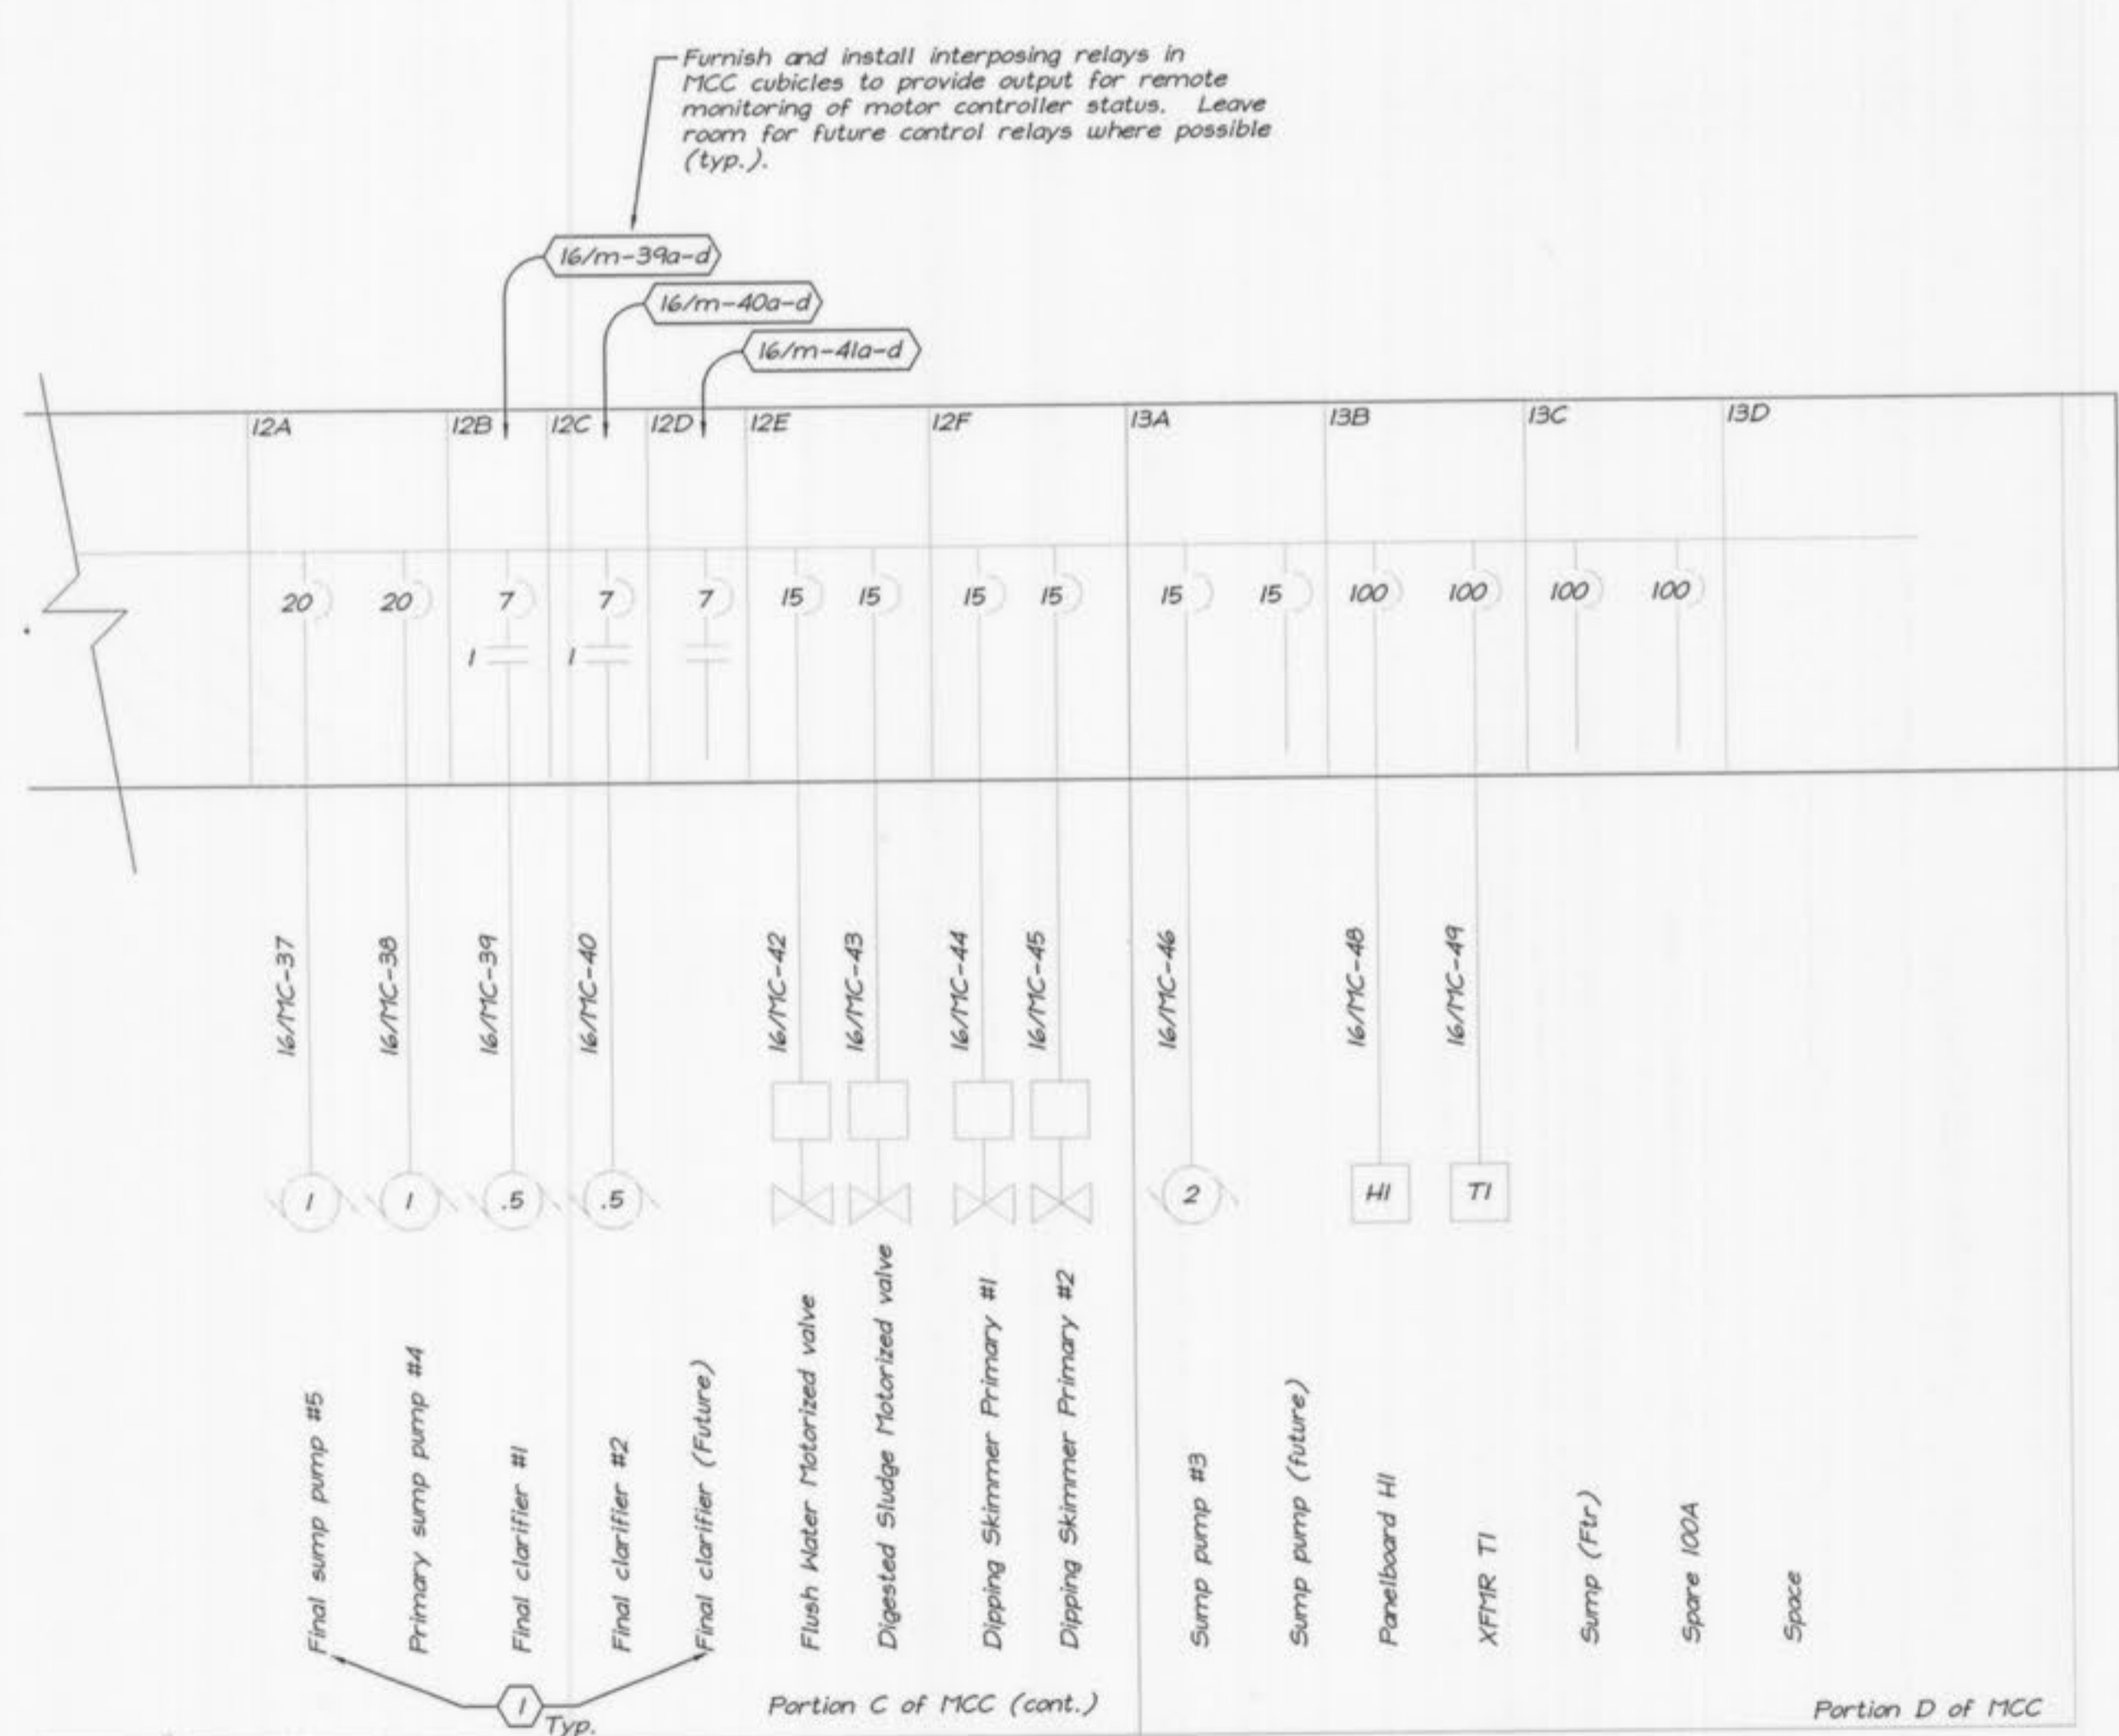 Furnish and install interposing relays in
MCC cubicles to provide output for remote
monitoring of motor controller status. Leave
room for future control relays where possible
(typ.).
16/m-39a-d
16/m-40a-d
16/m-41a-d
12A
12B
12C
12D
12E
12F
13A
13B
13C
13D
20
20
7
7
7
15
15
15
15
15
15
100
100
100
100
1
1
16/MC-37
16/MC-38
16/MC-39
16/MC-40
16/MC-42
16/MC-43
16/MC-44
16/MC-45
16/MC-46
16/MC-48
16/MC-49
1
1
.5
.5
2
H1
T1
Final sump pump #5
Primary sump pump #4
Final clarifier #1
Final clarifier #2
Final clarifier (Future)
Flush Water Motorized valve
Digested Sludge Motorized valve
Dipping Skimmer Primary #1
Dipping Skimmer Primary #2
Sump pump #3
Sump pump (future)
Panelboard H1
XFMR T1
Sump (Ftr)
Spare 100A
Space
1
Typ.
Portion C of MCC (cont.)
Portion D of MCC